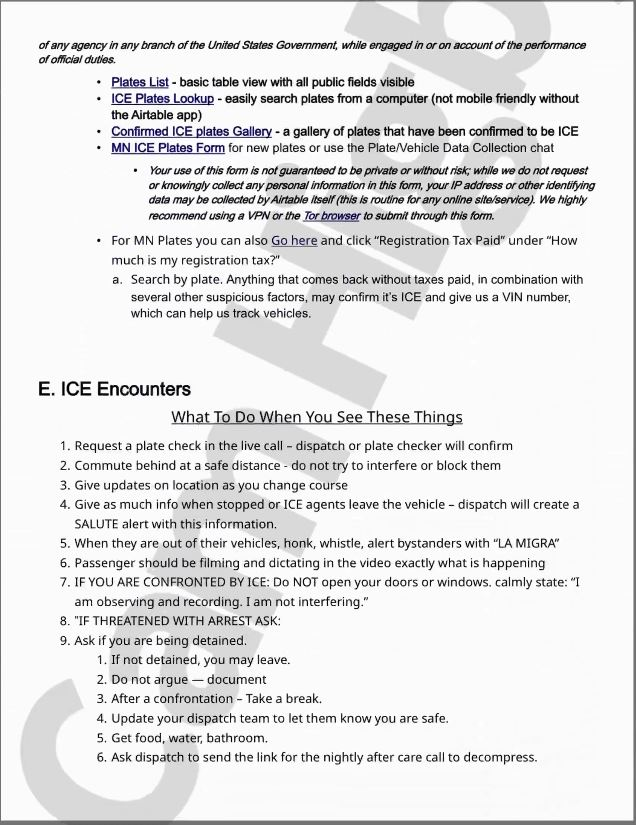 of any agency in any branch of the United States Government, while engaged in or on account of the performance
of official duties.
• Plates List - basic table view with all public fields visible
• ICE Plates Lookup - easily search plates from a computer (not mobile friendly without
the Airtable app)
• Confirmed ICE plates Gallery - a gallery of plates that have been confirmed to be ICE
• MN ICE Plates Form for new plates or use the Plate/Vehicle Data Collection chat
• Your use of this form is not guaranteed to be private or without risk; while we do not request
or knowingly collect any personal information in this form, your IP address or other identifying
data may be collected by Airtable itself (this is routine for any online site/service). We highly
recommend using a VPN or the Tor browser to submit through this form.
• For MN Plates you can also Go here and click “Registration Tax Paid” under “How
much is my registration tax?”
a. Search by plate. Anything that comes back without taxes paid, in combination with
several other suspicious factors, may confirm it’s ICE and give us a VIN number,
which can help us track vehicles.
E. ICE Encounters
What To Do When You See These Things
1. Request a plate check in the live call – dispatch or plate checker will confirm
2. Commute behind at a safe distance - do not try to interfere or block them
3. Give updates on location as you change course
4. Give as much info when stopped or ICE agents leave the vehicle – dispatch will create a
SALUTE alert with this information.
5. When they are out of their vehicles, honk, whistle, alert bystanders with “LA MIGRA”
6. Passenger should be filming and dictating in the video exactly what is happening
7. IF YOU ARE CONFRONTED BY ICE: Do NOT open your doors or windows. calmly state: “I
am observing and recording. I am not interfering.”
8. "IF THREATENED WITH ARREST ASK:
9. Ask if you are being detained.
1. If not detained, you may leave.
2. Do not argue — document
3. After a confrontation – Take a break.
4. Update your dispatch team to let them know you are safe.
5. Get food, water, bathroom.
6. Ask dispatch to send the link for the nightly after care call to decompress.
Cam Higb